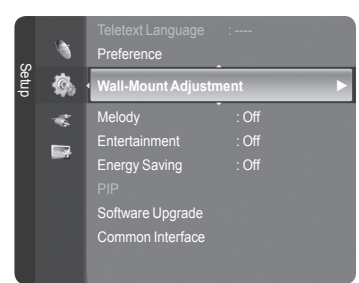 Setup
Teletext Language : ----
Preference
Wall-Mount Adjustment
Melody : Off
Entertainment : Off
Energy Saving : Off
PIP
Software Upgrade
Common Interface